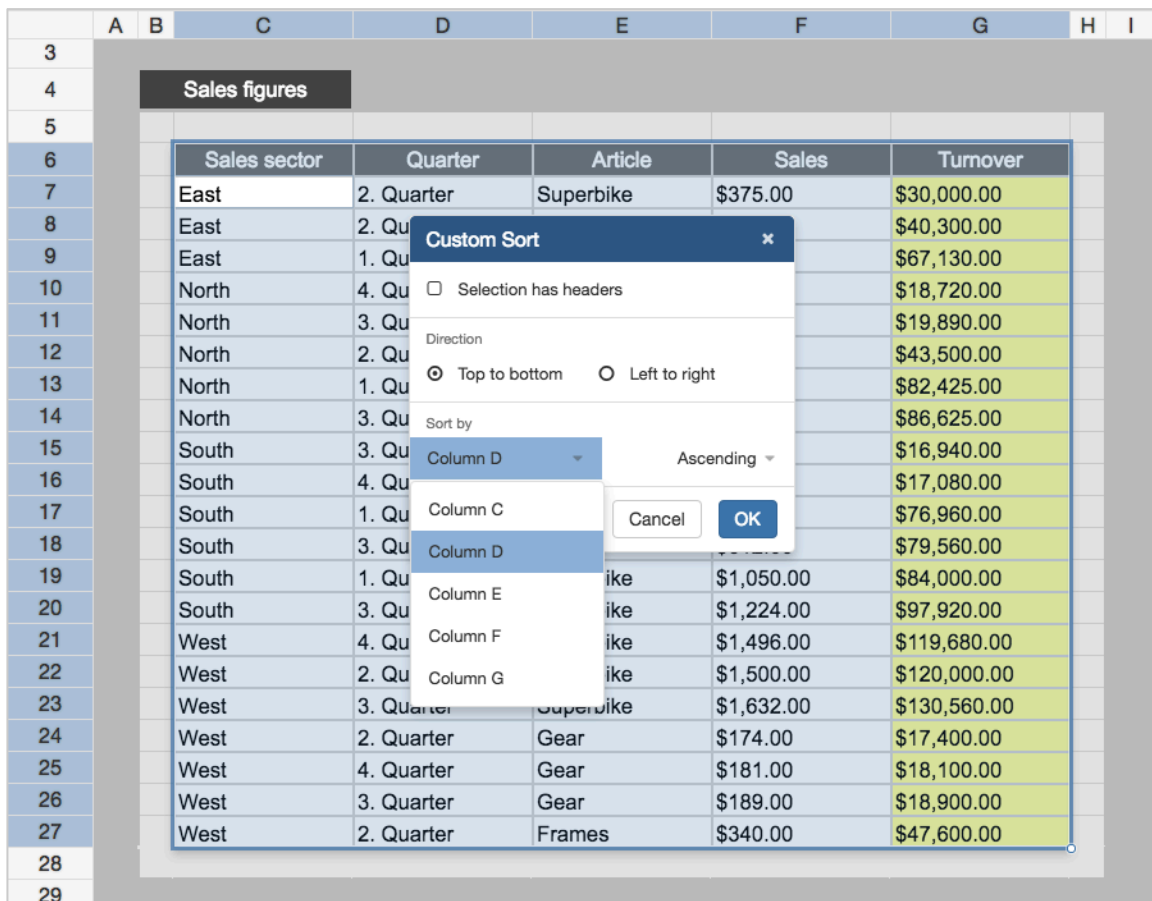 A B C D E F G H I
3
4 Sales figures
5
6 Sales sector Quarter Article Sales Turnover
7 East 2. Quarter Superbike $375.00 $30,000.00
8 East 2. Qu $40,300.00
Custom Sort ×
9 East 1. Qu $67,130.00
10 North 4. Qu $18,720.00
Selection has headers
11 North 3. Qu $19,890.00
Direction
12 North 2. Qu $43,500.00
13 North 1. Qu $82,425.00
Top to bottom Left to right
14 North 3. Qu $86,625.00
Sort by
15 South 3. Qu $16,940.00
Column D Ascending
16 South 4. Qu $17,080.00
17 South 1. Qu $76,960.00
Column C Cancel OK
18 South 3. Qu $79,560.00
Column D
19 South 1. Qu ike $1,050.00 $84,000.00
Column E
20 South 3. Qu ike $1,224.00 $97,920.00
21 West 4. Qu ike $1,496.00 $119,680.00
Column F
22 West 2. Qu ike $1,500.00 $120,000.00
Column G
23 West 3. Quarter Superbike $1,632.00 $130,560.00
24 West 2. Quarter Gear $174.00 $17,400.00
25 West 4. Quarter Gear $181.00 $18,100.00
26 West 3. Quarter Gear $189.00 $18,900.00
27 West 2. Quarter Frames $340.00 $47,600.00
28
29